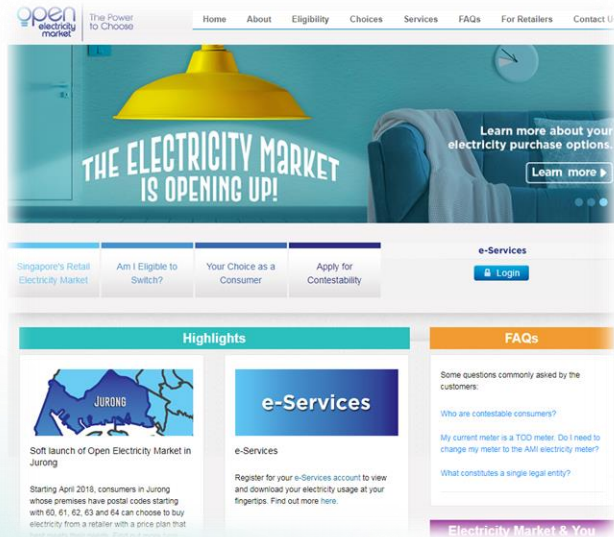 open
electricity
market
The Power
to Choose
Home About Eligibility Choices Services FAQs For Retailers Contact U
THE ELECTRICITY MARKET
IS OPENING UP!
Learn more about your
electricity purchase options.
Learn more
Singapore's Retail
Electricity Market
Am I Eligible to
Switch?
Your Choice as a
Consumer
Apply for
Contestability
e-Services
Login
Highlights
JURONG
Soft launch of Open Electricity Market in
Jurong
Starting April 2018, consumers in Jurong
whose premises have postal codes starting
with 60, 61, 62, 63 and 64 can choose to buy
electricity from a retailer with a price plan that
e-Services
e-Services
Register for your e-Services account to view
and download your electricity usage at your
fingertips. Find out more here.
FAQs
Some questions commonly asked by the
customers:
Who are contestable consumers?
My current meter is a TOD meter. Do I need to
change my meter to the AMI electricity meter?
What constitutes a single legal entity?
Electricity Market & You